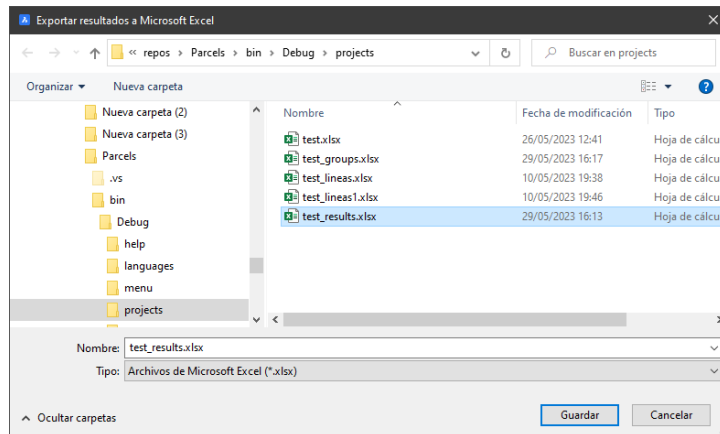 Exportar resultados a Microsoft Excel
« repos › Parcels › bin › Debug › projects
Buscar en projects
Organizar
Nueva carpeta
Nueva carpeta (2)
Nueva carpeta (3)
Parcels
.vs
bin
Debug
help
languages
menu
projects
Nombre Fecha de modificación Tipo
test.xlsx 26/05/2023 12:41 Hoja de cálcu
test_groups.xlsx 29/05/2023 16:17 Hoja de cálcu
test_lineas.xlsx 10/05/2023 19:38 Hoja de cálcu
test_lineas1.xlsx 10/05/2023 19:46 Hoja de cálcu
test_results.xlsx 29/05/2023 16:13 Hoja de cálcu
Nombre: test_results.xlsx
Tipo: Archivos de Microsoft Excel (*.xlsx)
Ocultar carpetas
Guardar
Cancelar